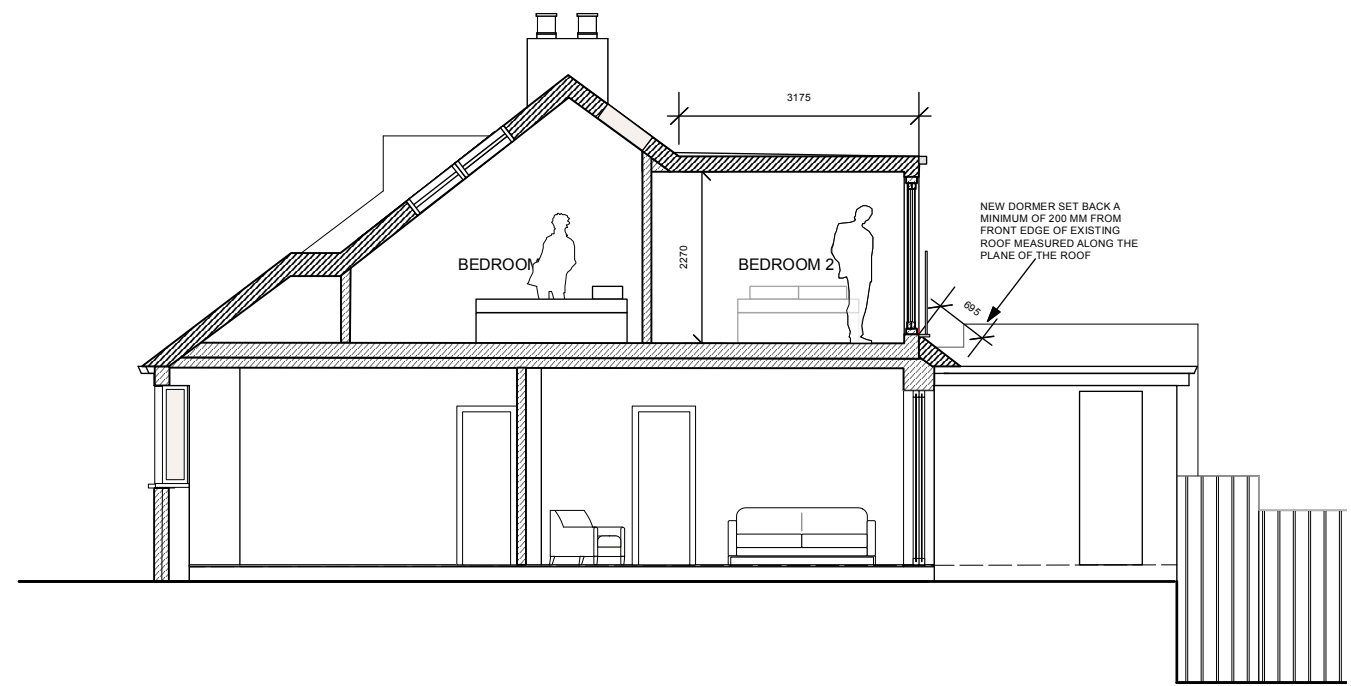 3175
NEW DORMER SET BACK A
MINIMUM OF 200 MM FROM
FRONT EDGE OF EXISTING
ROOF MEASURED ALONG THE
PLANE OF THE ROOF
BEDROOM
2270
BEDROOM 2
695